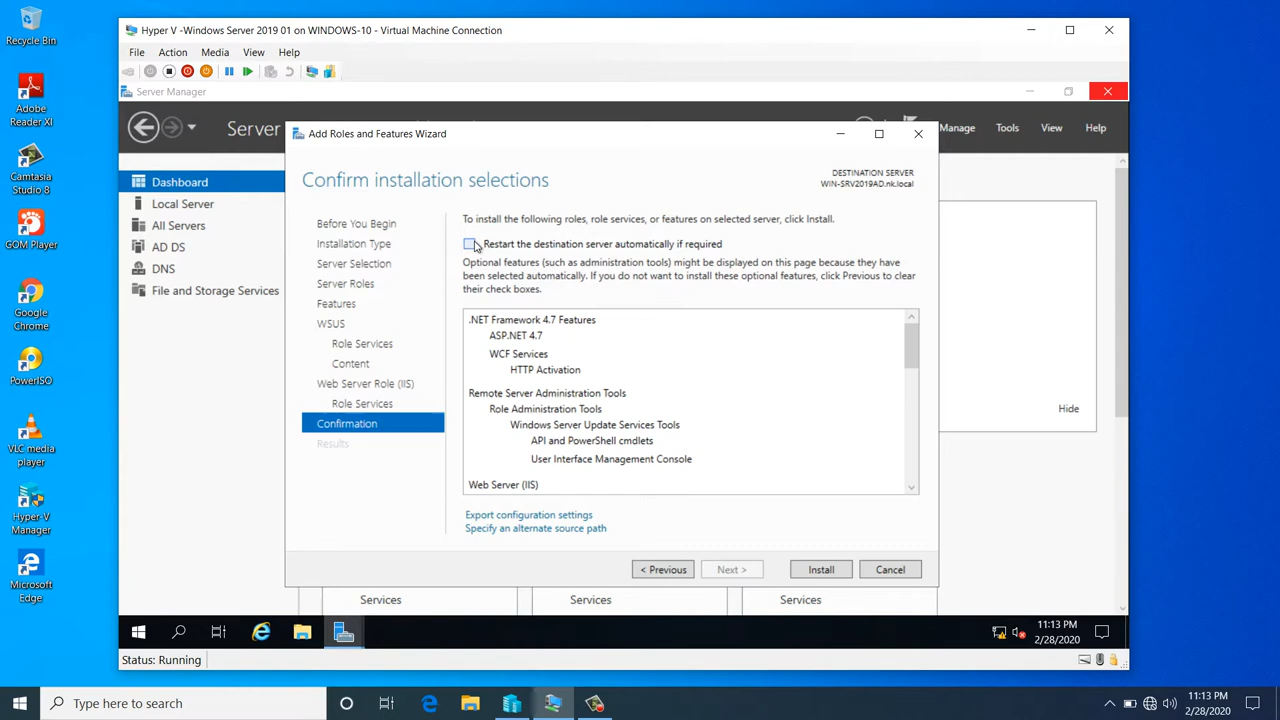 Recycle Bin
Adobe
Reader XI
Camtasia
Studio 8
GOM Player
Google
Chrome
PowerISO
VLC media
player
Hyper-V
Manager
Microsoft
Edge
Hyper V -Windows Server 2019 01 on WINDOWS-10 - Virtual Machine Connection
File Action Media View Help
Server Manager
Server
Manage Tools View Help
Dashboard
Local Server
All Servers
AD DS
DNS
File and Storage Services
Add Roles and Features Wizard
Confirm installation selections
DESTINATION SERVER
WIN-SRV2019AD.nk.local
Before You Begin
Installation Type
Server Selection
Server Roles
Features
WSUS
Role Services
Content
Web Server Role (IIS)
Role Services
Confirmation
Results
To install the following roles, role services, or features on selected server, click Install.
Restart the destination server automatically if required
Optional features (such as administration tools) might be displayed on this page because they have
been selected automatically. If you do not want to install these optional features, click Previous to clear
their check boxes.
.NET Framework 4.7 Features
ASP.NET 4.7
WCF Services
HTTP Activation
Remote Server Administration Tools
Role Administration Tools
Windows Server Update Services Tools
API and PowerShell cmdlets
User Interface Management Console
Web Server (IIS)
Export configuration settings
Specify an alternate source path
< Previous Next > Install Cancel
Hide
Services Services Services
11:13 PM
2/28/2020
Status: Running
Type here to search
11:13 PM
2/28/2020